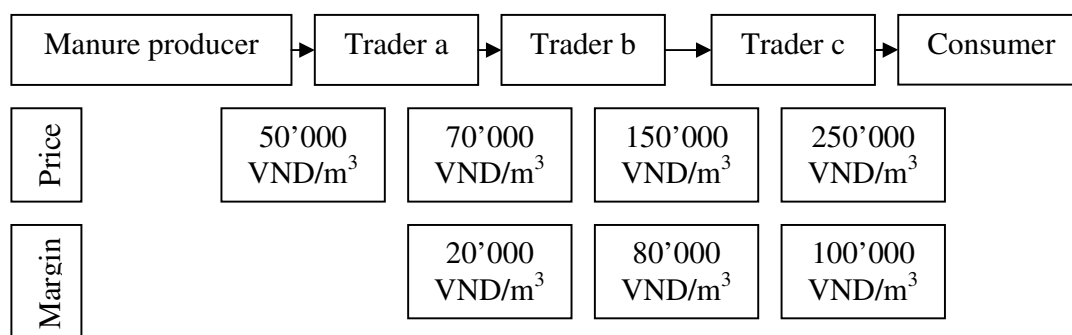 Manure producer
Trader a
Trader b
Trader c
Consumer
Price
50’000
VND/m³
70’000
VND/m³
150’000
VND/m³
250’000
VND/m³
Margin
20’000
VND/m³
80’000
VND/m³
100’000
VND/m³